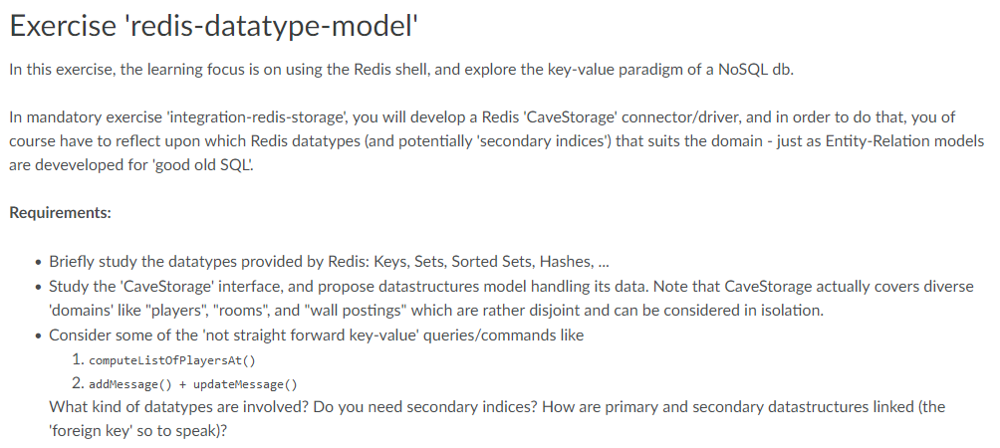 Exercise 'redis-datatype-model'
In this exercise, the learning focus is on using the Redis shell, and explore the key-value paradigm of a NoSQL db.
In mandatory exercise 'integration-redis-storage', you will develop a Redis 'CaveStorage' connector/driver, and in order to do that, you of
course have to reflect upon which Redis datatypes (and potentially 'secondary indices') that suits the domain - just as Entity-Relation models
are deveveloped for 'good old SQL'.
Requirements:
• Briefly study the datatypes provided by Redis: Keys, Sets, Sorted Sets, Hashes, ...
• Study the 'CaveStorage' interface, and propose datastructures model handling its data. Note that CaveStorage actually covers diverse
'domains' like "players", "rooms", and "wall postings" which are rather disjoint and can be considered in isolation.
• Consider some of the 'not straight forward key-value' queries/commands like
1. computeListOfPlayersAt()
2. addMessage() + updateMessage()
What kind of datatypes are involved? Do you need secondary indices? How are primary and secondary datastructures linked (the
'foreign key' so to speak)?